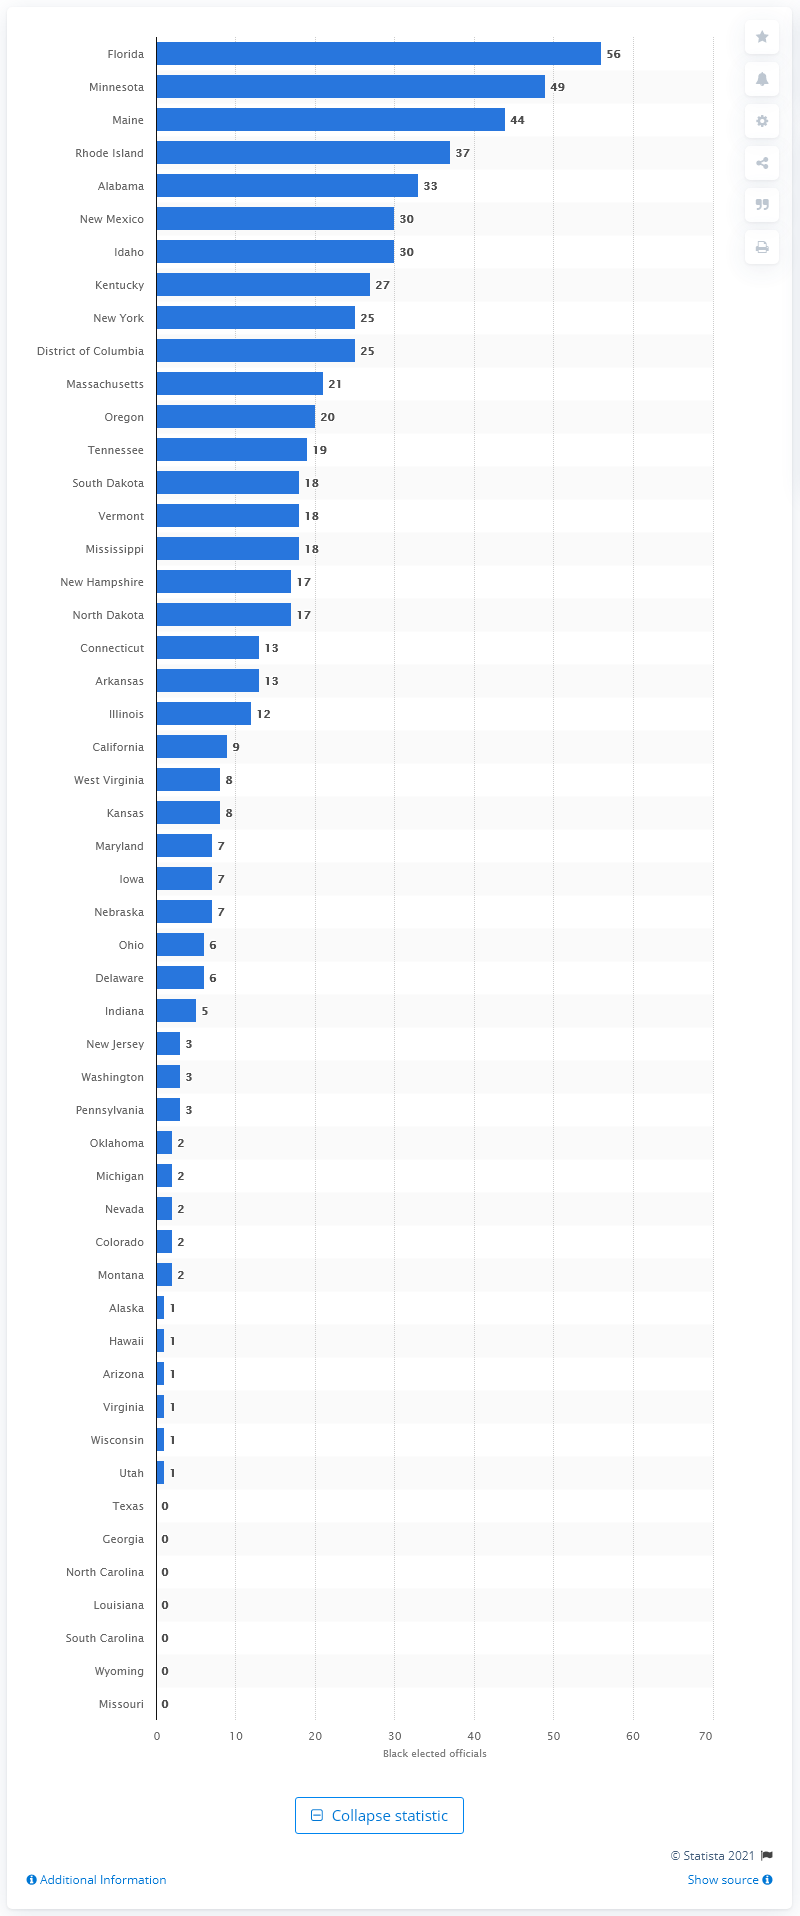 Florida 56
Minnesota 49
Maine 44
Rhode Island 37
Alabama 33
New Mexico 30
Idaho 30
Kentucky 27
New York 25
District of Columbia 25
Massachusetts 21
Oregon 20
Tennessee 19
South Dakota 18
Vermont 18
Mississippi 18
New Hampshire 17
North Dakota 17
Connecticut 13
Arkansas 13
Illinois 12
California 9
West Virginia 8
Kansas 8
Maryland 7
Iowa 7
Nebraska 7
Ohio 6
Delaware 6
Indiana 5
New Jersey 3
Washington 3
Pennsylvania 3
Oklahoma 2
Michigan 2
Nevada 2
Colorado 2
Montana 2
Alaska 1
Hawaii 1
Arizona 1
Virginia 1
Wisconsin 1
Utah 1
Texas 0
Georgia 0
North Carolina 0
Louisiana 0
South Carolina 0
Wyoming 0
Missouri 0
0 10 20 30 40 50 60 70
Black elected officials
Collapse statistic
© Statista 2021
Additional Information Show source